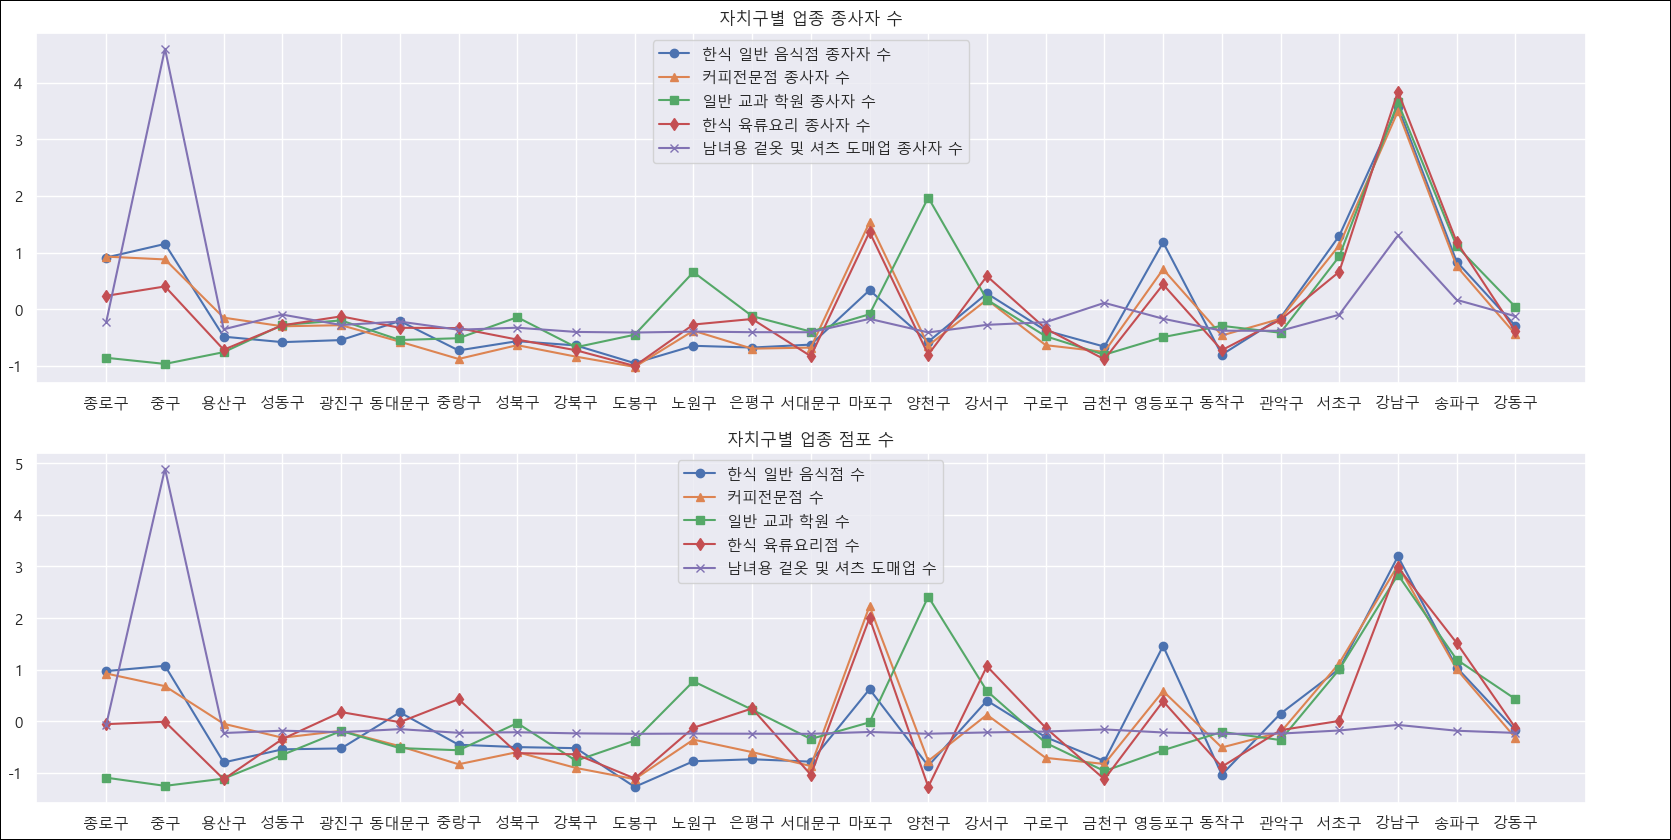 자치구별 업종 종사자 수
한식 일반 음식점 종자자 수
커피전문점 종사자 수
일반 교과 학원 종사자 수
한식 육류요리 종사자 수
남녀용 겉옷 및 셔츠 도매업 종사자 수
4
3
2
1
0
-1
종로구 중구 용산구 성동구 광진구 동대문구 중랑구 성북구 강북구 도봉구 노원구 은평구 서대문구 마포구 양천구 강서구 구로구 금천구 영등포구 동작구 관악구 서초구 강남구 송파구 강동구
자치구별 업종 점포 수
한식 일반 음식점 수
커피전문점 수
일반 교과 학원 수
한식 육류요리점 수
남녀용 겉옷 및 셔츠 도매업 수
5
4
3
2
1
0
-1
종로구 중구 용산구 성동구 광진구 동대문구 중랑구 성북구 강북구 도봉구 노원구 은평구 서대문구 마포구 양천구 강서구 구로구 금천구 영등포구 동작구 관악구 서초구 강남구 송파구 강동구